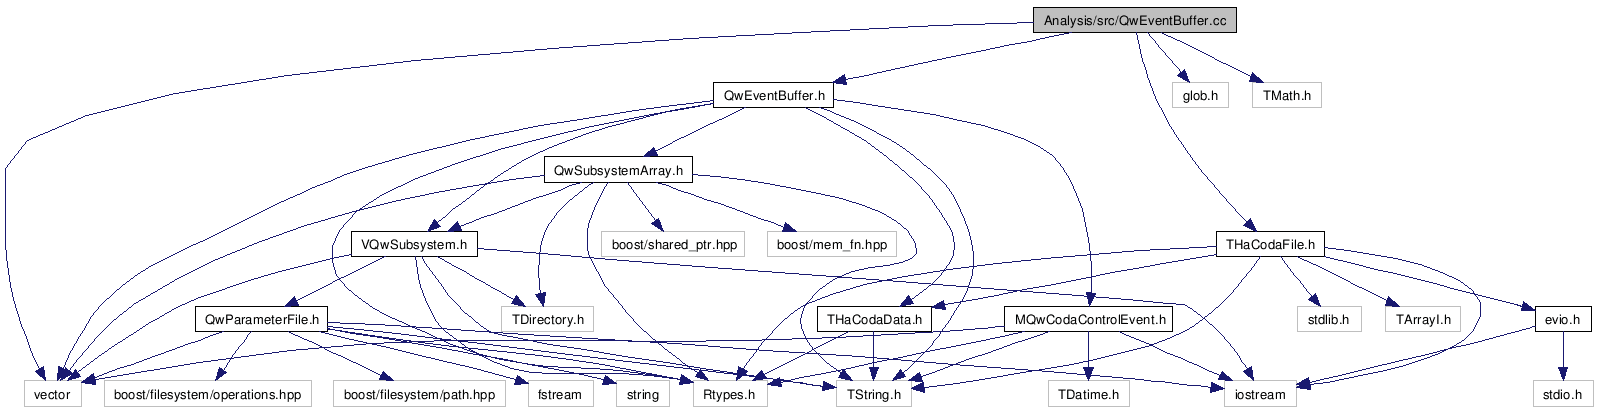 Analysis/src/QwEventBuffer.cc
QwEventBuffer.h
glob.h
TMath.h
QwSubsystemArray.h
VQwSubsystem.h
boost/shared_ptr.hpp
boost/mem_fn.hpp
THaCodaFile.h
QwParameterFile.h
TDirectory.h
THaCodaData.h
MQwCodaControlEvent.h
stdlib.h
TArrayI.h
evio.h
vector
boost/filesystem/operations.hpp
boost/filesystem/path.hpp
fstream
string
Rtypes.h
TString.h
TDatime.h
iostream
stdio.h